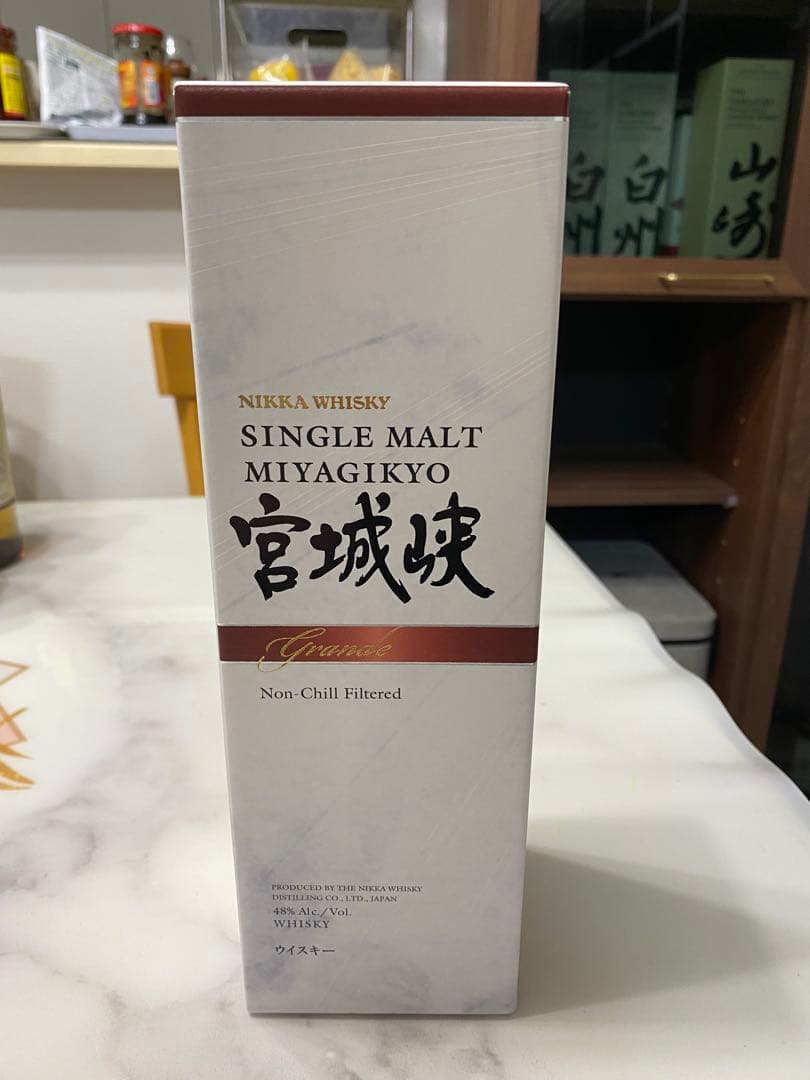 NIKKA WHISKY
SINGLE MALT
MIYAGIKYO
宮城峡
Grande
Non-Chill Filtered
PRODUCED BY THE NIKKA WHISKY
DISTILLING CO., LTD., JAPAN
48% Alc./Vol.
WHISKY
ウイスキー
白州
白州
山崎